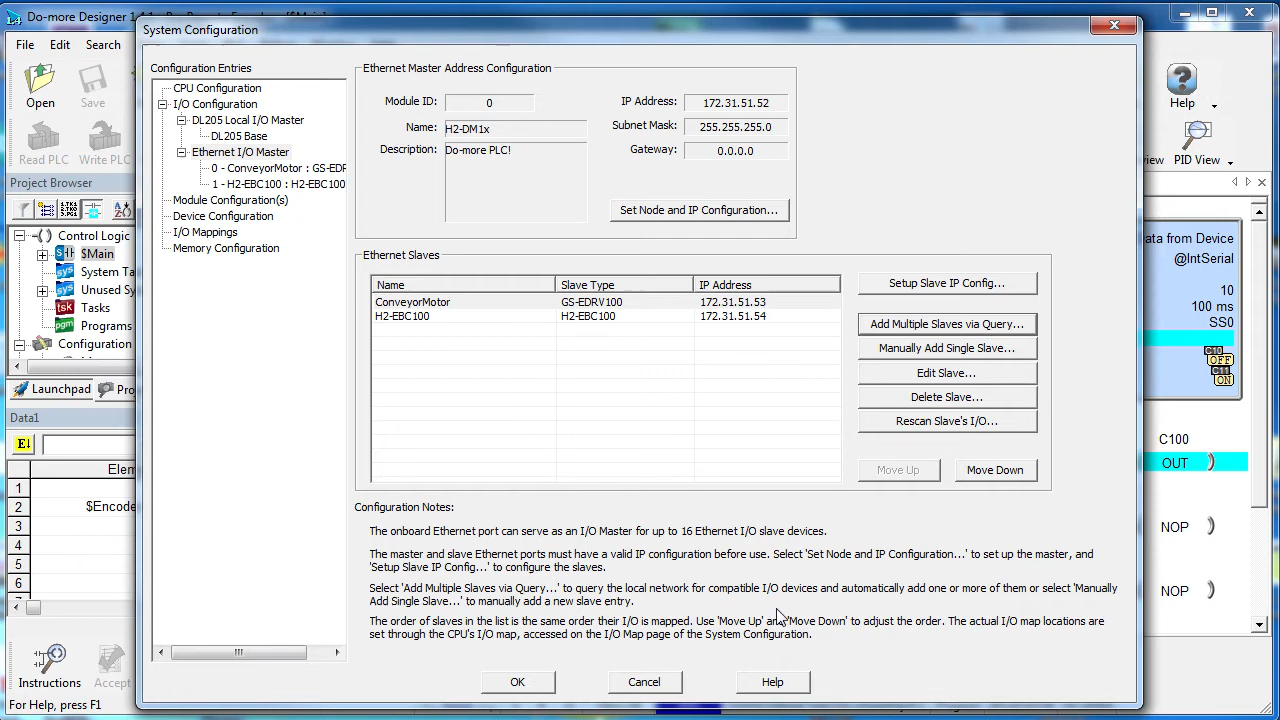 Do-more Designer 1.4
System Configuration
File Edit Search
Open Save
Read PLC Write PLC
Project Browser
Control Logic
$Main
System Ta
Unused Sy
Tasks
Programs
Configuration
Launchpad
Data1
Elem
1
2 $Encode
3
4
5
6
Instructions Accept
For Help, press F1
Configuration Entries
CPU Configuration
I/O Configuration
DL205 Local I/O Master
DL205 Base
Ethernet I/O Master
0 - ConveyorMotor : GS-EDR
1 - H2-EBC100 : H2-EBC100
Module Configuration(s)
Device Configuration
I/O Mappings
Memory Configuration
Ethernet Master Address Configuration
Module ID: 0
Name: H2-DM1x
Description: Do-more PLC!
IP Address: 172.31.51.52
Subnet Mask: 255.255.255.0
Gateway: 0.0.0.0
Set Node and IP Configuration...
Ethernet Slaves
Name Slave Type IP Address
ConveyorMotor GS-EDRV100 172.31.51.53
H2-EBC100 H2-EBC100 172.31.51.54
Setup Slave IP Config...
Add Multiple Slaves via Query...
Manually Add Single Slave...
Edit Slave...
Delete Slave...
Rescan Slave's I/O...
Move Up Move Down
Configuration Notes:
The onboard Ethernet port can serve as an I/O Master for up to 16 Ethernet I/O slave devices.
The master and slave Ethernet ports must have a valid IP configuration before use. Select 'Set Node and IP Configuration...' to set up the master, and
'Setup Slave IP Config...' to configure the slaves.
Select 'Add Multiple Slaves via Query...' to query the local network for compatible I/O devices and automatically add one or more of them or select 'Manually
Add Single Slave...' to manually add a new slave entry.
The order of slaves in the list is the same order their I/O is mapped. Use 'Move Up' and 'Move Down' to adjust the order. The actual I/O map locations are
set through the CPU's I/O map, accessed on the I/O Map page of the System Configuration.
OK Cancel Help
Help
view PID View
ata from Device
@IntSerial
10
100 ms
SS0
C10
OFF
C11
ON
C100
OUT
NOP
NOP